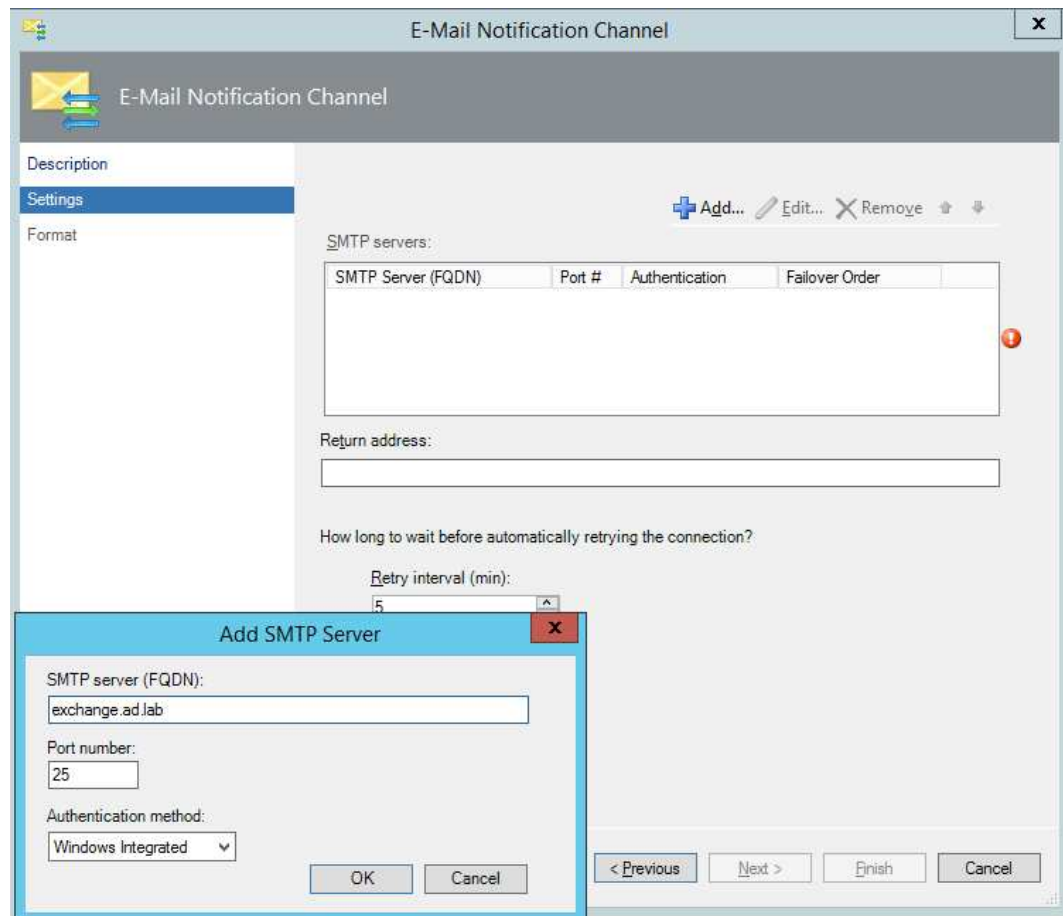 E-Mail Notification Channel
x
E-Mail Notification Channel
Description
Settings
Format
Add... Edit... Remove
SMTP servers:
SMTP Server (FQDN) Port # Authentication Failover Order
Return address:
How long to wait before automatically retrying the connection?
Retry interval (min):
5
Add SMTP Server
x
SMTP server (FQDN):
exchange.ad.lab
Port number:
25
Authentication method:
Windows Integrated
OK Cancel
< Previous Next > Finish Cancel